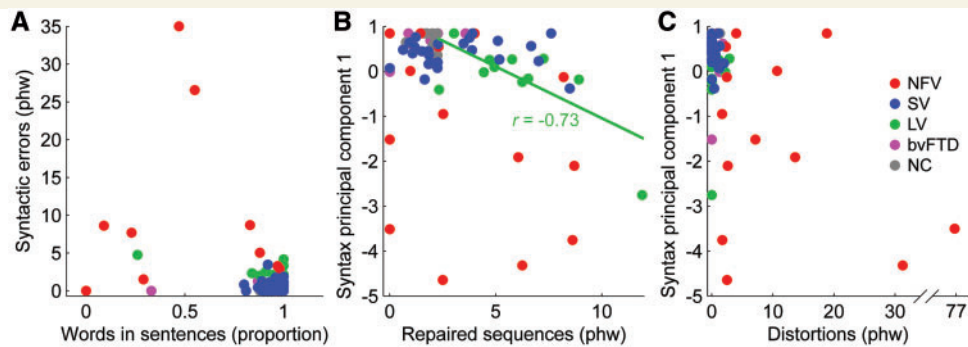 A
Syntactic errors (phw)
35
30
25
20
15
10
5
0
0
0.5
1
Words in sentences (proportion)
B
Syntax principal component 1
1
0
-1
-2
-3
-4
-5
r = -0.73
0
5
10
Repaired sequences (phw)
C
Syntax principal component 1
1
0
-1
-2
-3
-4
-5
NFV
SV
LV
bvFTD
NC
0
10
20
30
77
Distortions (phw)